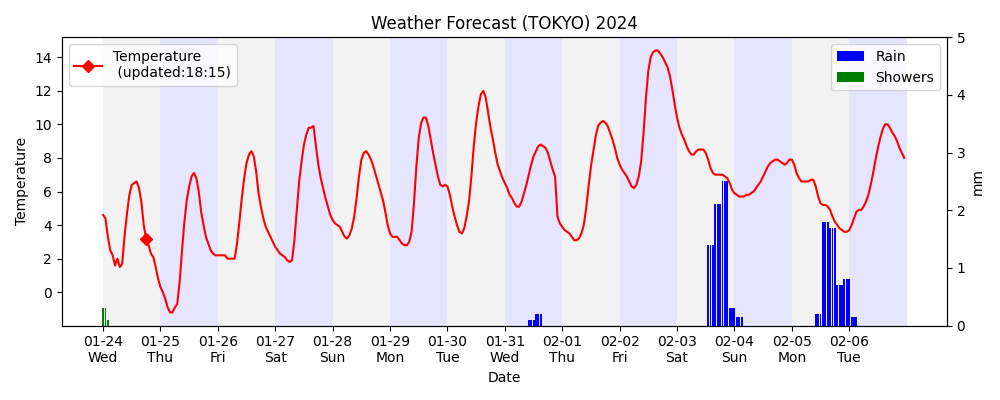 Weather Forecast (TOKYO) 2024
Temperature
(updated:18:15)
Rain
Showers
Temperature
14
12
10
8
6
4
2
0
5
4
3
2
1
0
mm
01-24 01-25 01-26 01-27 01-28 01-29 01-30 01-31 02-01 02-02 02-03 02-04 02-05 02-06
Wed Thu Fri Sat Sun Mon Tue Wed Thu Fri Sat Sun Mon Tue
Date